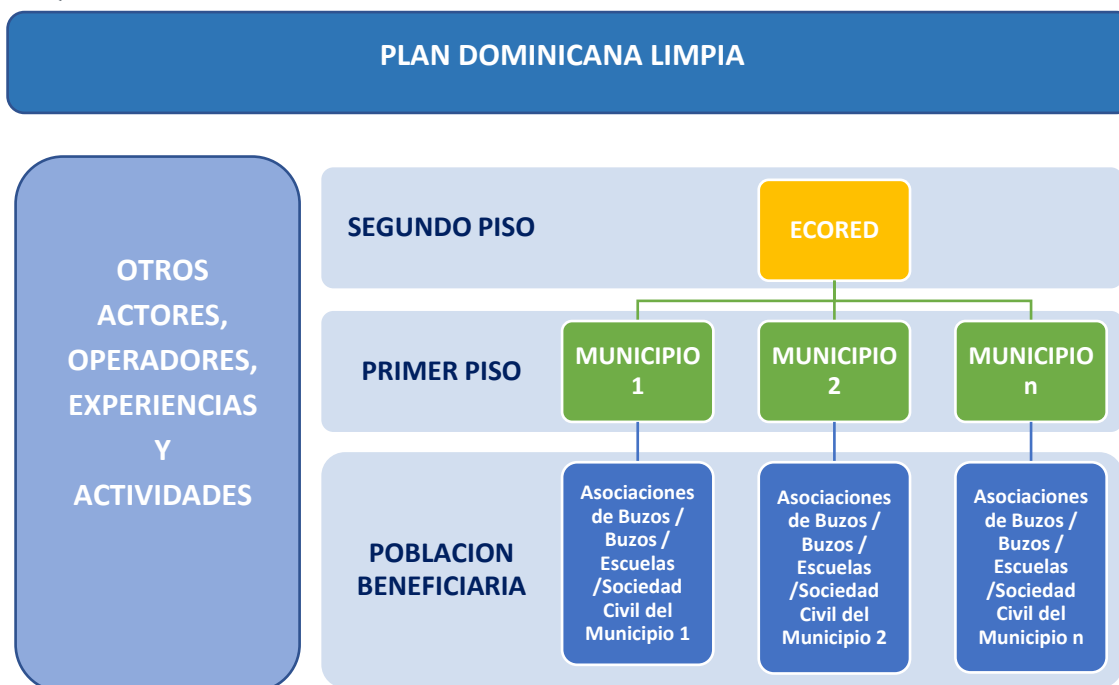 PLAN DOMINICANA LIMPIA
OTROS
ACTORES,
OPERADORES,
EXPERIENCIAS
Y
ACTIVIDADES
SEGUNDO PISO
ECORED
PRIMER PISO
MUNICIPIO
1
MUNICIPIO
2
MUNICIPIO
n
POBLACION
BENEFICIARIA
Asociaciones
de Buzos /
Buzos /
Escuelas
/Sociedad
Civil del
Municipio 1
Asociaciones
de Buzos /
Buzos /
Escuelas
/Sociedad
Civil del
Municipio 2
Asociaciones
de Buzos /
Buzos /
Escuelas
/Sociedad
Civil del
Municipio n